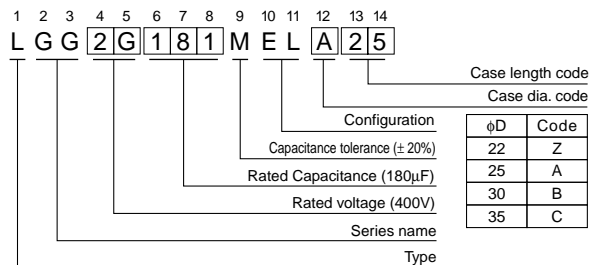 1 2 3 4 5 6 7 8 9 10 11 12 13 14
L G G 2 G 1 8 1 M E L A 2 5
Case length code
Case dia. code
Configuration
Capacitance tolerance (± 20%)
Rated Capacitance (180µF)
Rated voltage (400V)
Series name
Type
ϕD Code
22 Z
25 A
30 B
35 C